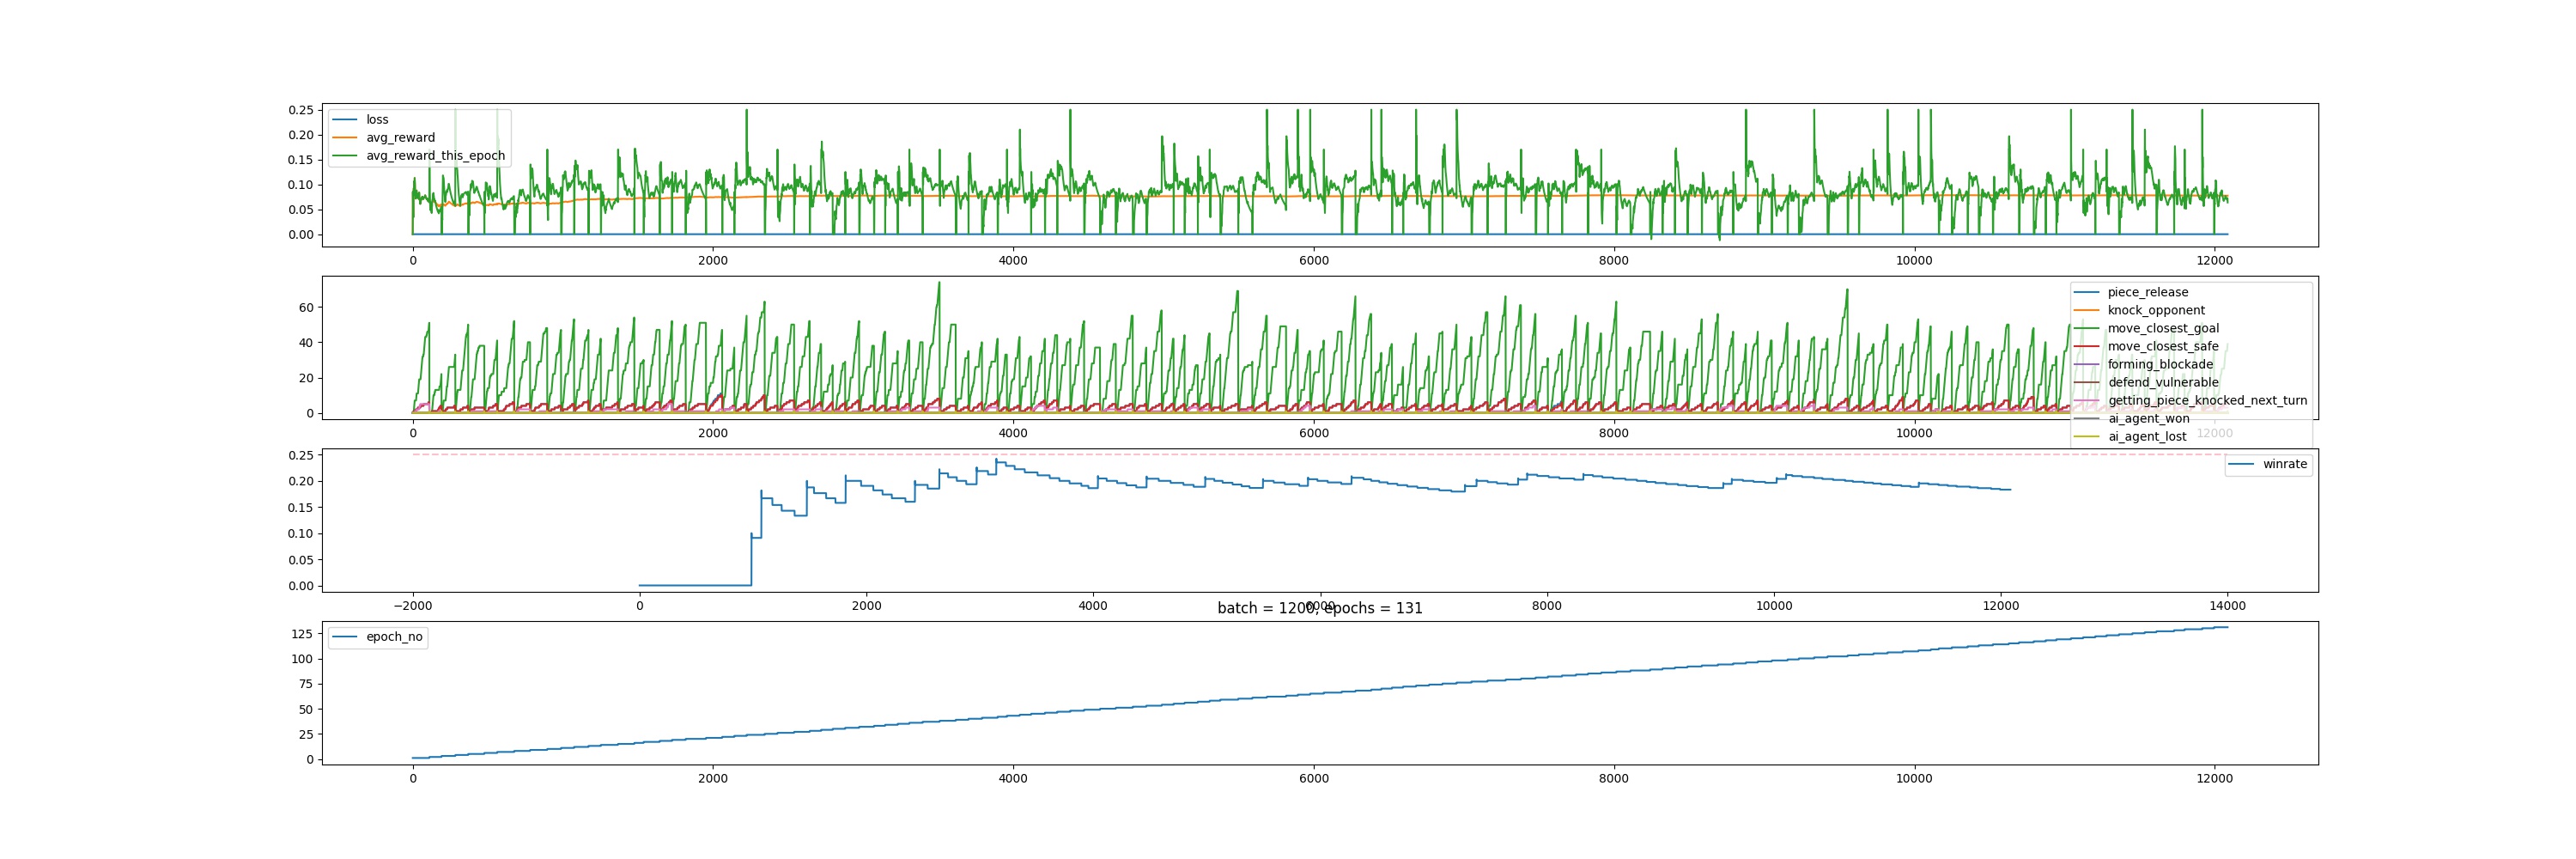 0.25
0.20
0.15
0.10
0.05
0.00
loss
avg_reward
avg_reward_this_epoch
0 2000 4000 6000 8000 10000 12000
60
40
20
0
piece_release
knock_opponent
move_closest_goal
move_closest_safe
forming_blockade
defend_vulnerable
getting_piece_knocked_next_turn
ai_agent_won
ai_agent_lost
0 2000 4000 6000 8000 10000 12000
0.25
0.20
0.15
0.10
0.05
0.00
winrate
−2000 0 2000 4000 6000 8000 10000 12000 14000
batch = 1200, epochs = 131
125
100
75
50
25
0
epoch_no
0 2000 4000 6000 8000 10000 12000